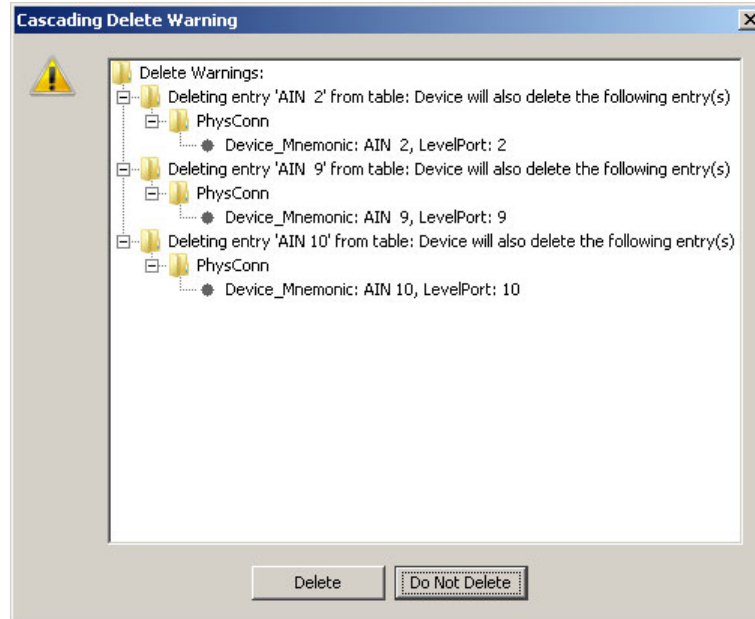 Cascading Delete Warning
Delete Warnings:
Deleting entry 'AIN  2' from table: Device will also delete the following entry(s)
PhysConn
Device_Mnemonic: AIN  2, LevelPort: 2
Deleting entry 'AIN  9' from table: Device will also delete the following entry(s)
PhysConn
Device_Mnemonic: AIN  9, LevelPort: 9
Deleting entry 'AIN 10' from table: Device will also delete the following entry(s)
PhysConn
Device_Mnemonic: AIN 10, LevelPort: 10
Delete Do Not Delete